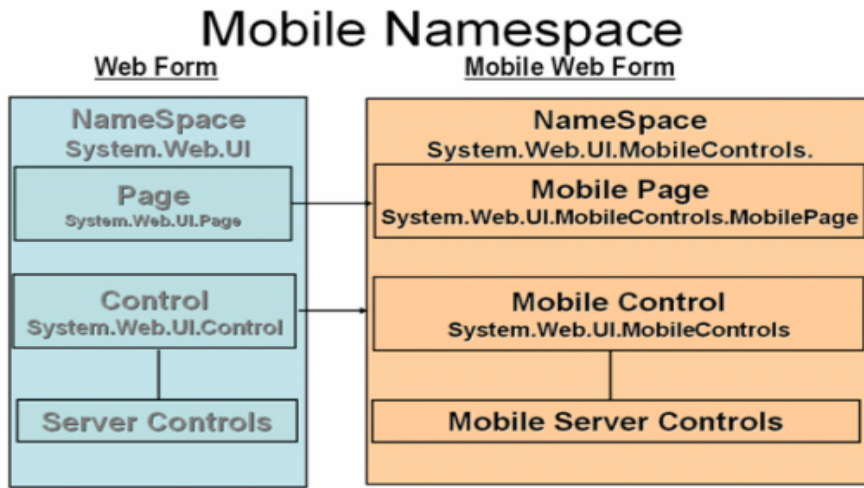 Mobile Namespace
Web Form
Mobile Web Form
NameSpace
System.Web.UI
Page
System.Web.UI.Page
Control
System.Web.UI.Control
Server Controls
NameSpace
System.Web.UI.MobileControls.
Mobile Page
System.Web.UI.MobileControls.MobilePage
Mobile Control
System.Web.UI.MobileControls
Mobile Server Controls